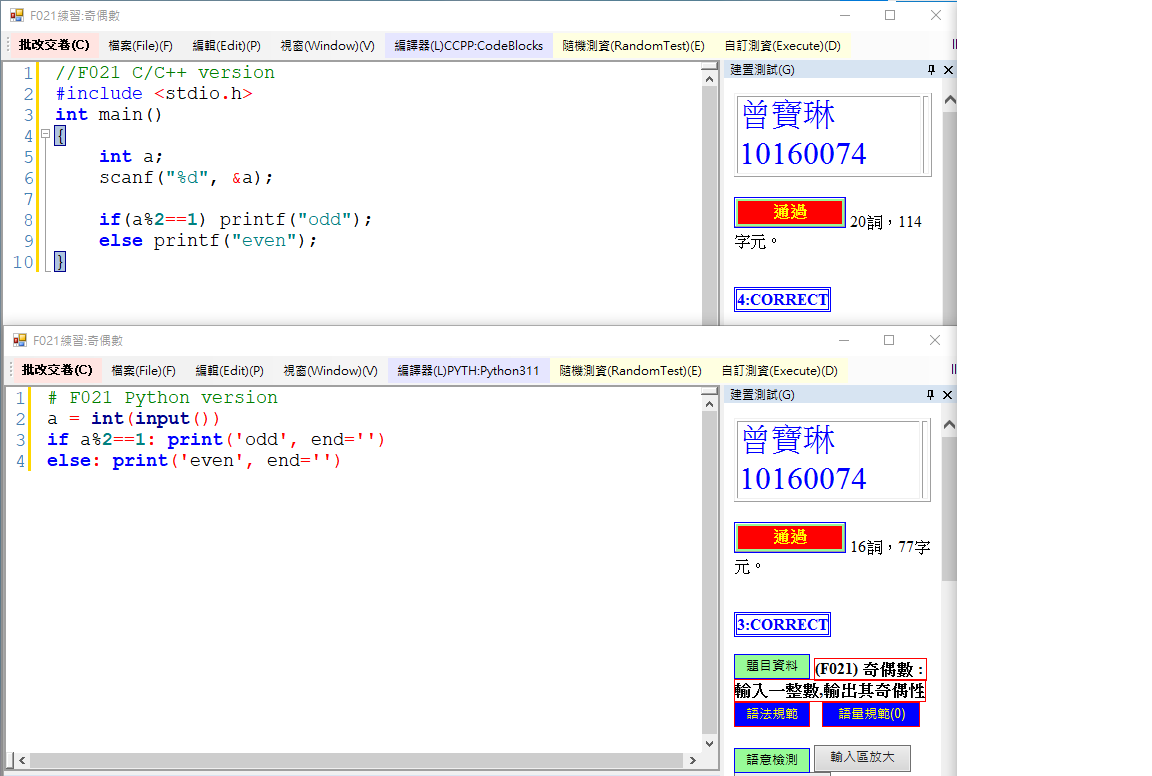 F021練習:奇偶數
批改交卷(C) 檔案(File)(F) 編輯(Edit)(P) 視窗(Window)(V) 編譯器(L)CCPP:CodeBlocks 隨機測資(RandomTest)(E) 自訂測資(Execute)(D)
1 //F021 C/C++ version
2 #include <stdio.h>
3 int main()
4 {
5 int a;
6 scanf("%d", &a);
7
8 if(a%2==1) printf("odd");
9 else printf("even");
10 }
建置測試(G)
曾寶琳
10160074
通過 20詞，114
字元。
4:CORRECT
F021練習:奇偶數
批改交卷(C) 檔案(File)(F) 編輯(Edit)(P) 視窗(Window)(V) 編譯器(L)PYTH:Python311 隨機測資(RandomTest)(E) 自訂測資(Execute)(D)
1 # F021 Python version
2 a = int(input())
3 if a%2==1: print('odd', end='')
4 else: print('even', end='')
建置測試(G)
曾寶琳
10160074
通過 16詞，77字
元。
3:CORRECT
題目資料 (F021) 奇偶數 :
輸入一整數,輸出其奇偶性
語法規範 語量規範(0)
語意檢測 輸入區放大